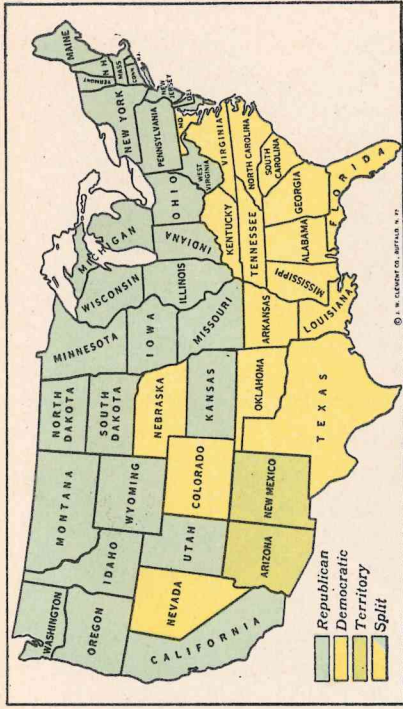 WASHINGTON
OREGON
CALIFORNIA
NEVADA
IDAHO
MONTANA
WYOMING
UTAH
ARIZONA
COLORADO
NEW MEXICO
NORTH
DAKOTA
SOUTH
DAKOTA
NEBRASKA
KANSAS
OKLAHOMA
TEXAS
MINNESOTA
IOWA
MISSOURI
ARKANSAS
LOUISIANA
WISCONSIN
ILLINOIS
MICHIGAN
INDIANA
OHIO
KENTUCKY
TENNESSEE
MISSISSIPPI
ALABAMA
GEORGIA
FLORIDA
SOUTH
CAROLINA
NORTH CAROLINA
VIRGINIA
WEST
VIRGINIA
MD.
DEL.
PENNSYLVANIA
NEW
JERSEY
NEW YORK
CONN.
R.I.
MASS.
VERMONT
N H
MAINE
Republican
Democratic
Territory
Split
© J. W. CLEMENT CO., BUFFALO, N. Y.